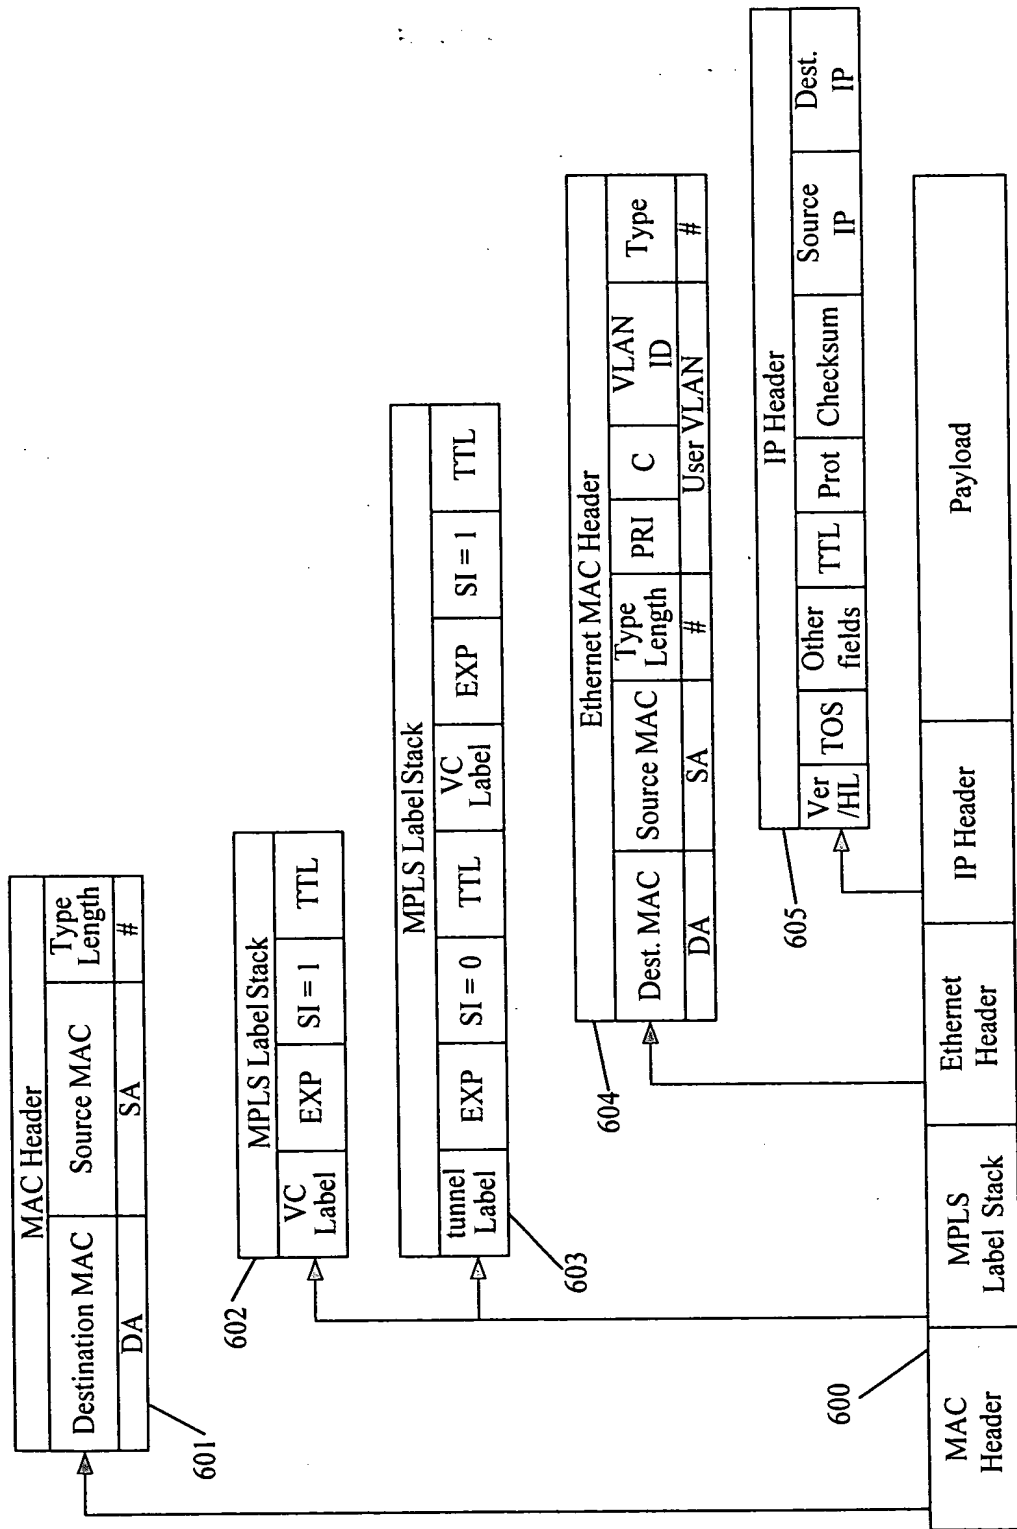 MAC Header
Destination MAC
Source MAC
Type
Length
DA
SA
#
601
MPLS Label Stack
VC
Label
EXP
SI = 1
TTL
602
MPLS Label Stack
tunnel
Label
EXP
SI = 0
TTL
VC
Label
EXP
SI = 1
TTL
603
Ethernet MAC Header
Dest. MAC
Source MAC
Type
Length
PRI
C
VLAN
ID
Type
DA
SA
#
User VLAN
#
604
IP Header
Ver
/HL
TOS
Other
fields
TTL
Prot
Checksum
Source
IP
Dest.
IP
605
600
MAC
Header
MPLS
Label Stack
Ethernet
Header
IP Header
Payload